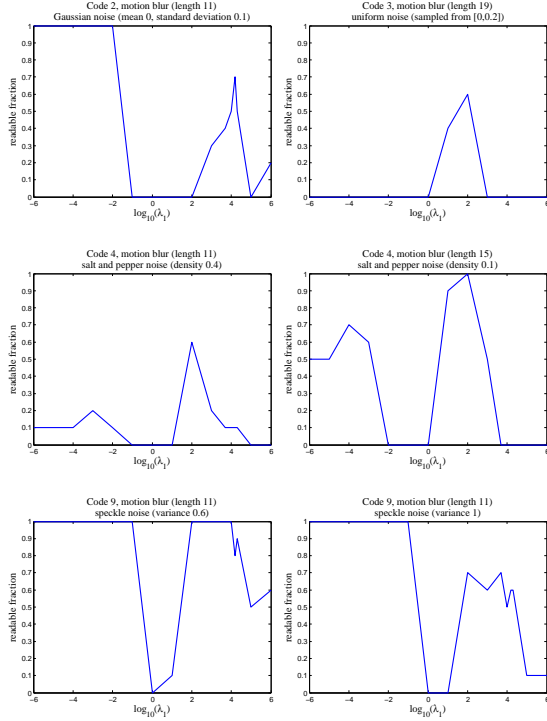 Code 2, motion blur (length 11)
Gaussian noise (mean 0, standard deviation 0.1)
1
0.9
0.8
0.7
0.6
0.5
0.4
0.3
0.2
0.1
0
readable fraction
−6 −4 −2 0 2 4 6
log10(λ1)
Code 3, motion blur (length 19)
uniform noise (sampled from [0,0.2])
1
0.9
0.8
0.7
0.6
0.5
0.4
0.3
0.2
0.1
0
readable fraction
−6 −4 −2 0 2 4 6
log10(λ1)
Code 4, motion blur (length 11)
salt and pepper noise (density 0.4)
1
0.9
0.8
0.7
0.6
0.5
0.4
0.3
0.2
0.1
0
readable fraction
−6 −4 −2 0 2 4 6
log10(λ1)
Code 4, motion blur (length 15)
salt and pepper noise (density 0.1)
1
0.9
0.8
0.7
0.6
0.5
0.4
0.3
0.2
0.1
0
readable fraction
−6 −4 −2 0 2 4 6
log10(λ1)
Code 9, motion blur (length 11)
speckle noise (variance 0.6)
1
0.9
0.8
0.7
0.6
0.5
0.4
0.3
0.2
0.1
0
readable fraction
−6 −4 −2 0 2 4 6
log10(λ1)
Code 9, motion blur (length 11)
speckle noise (variance 1)
1
0.9
0.8
0.7
0.6
0.5
0.4
0.3
0.2
0.1
0
readable fraction
−6 −4 −2 0 2 4 6
log10(λ1)